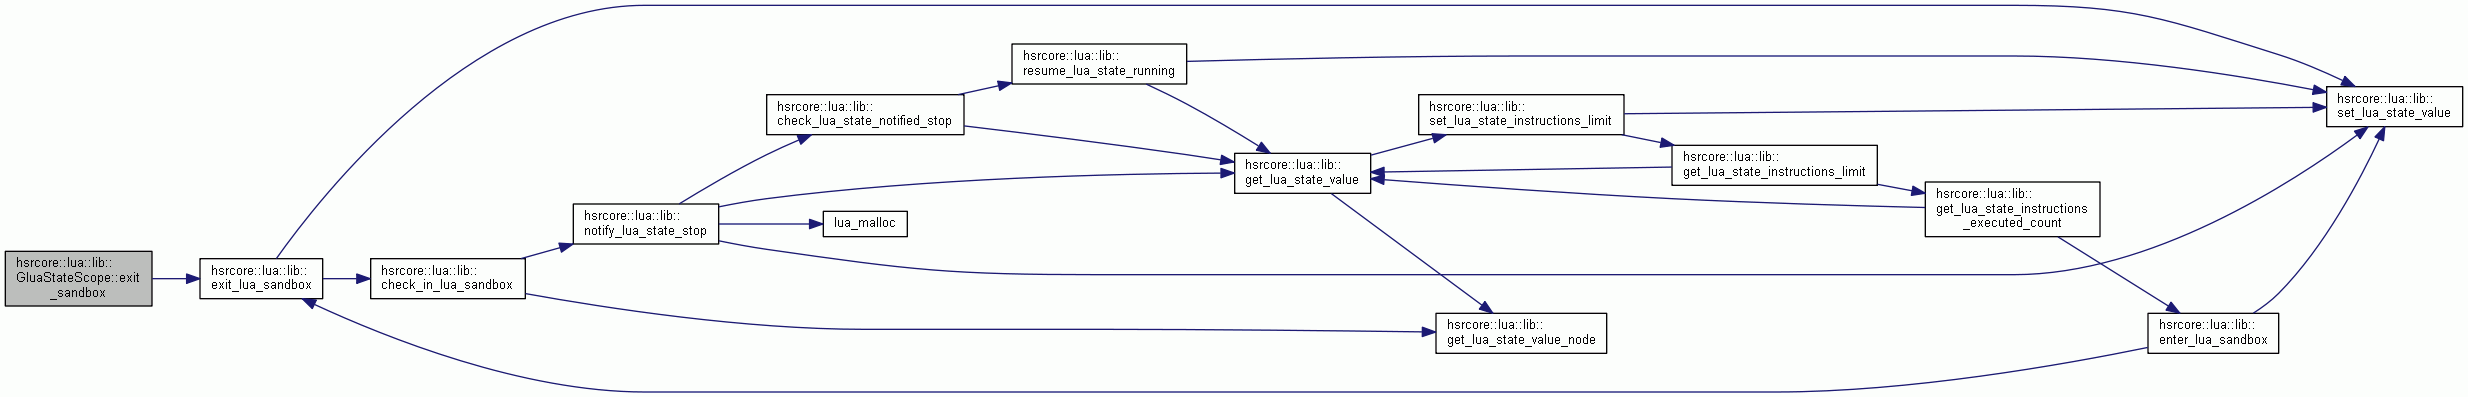 hsrcore::lua::lib::
GluaStateScope::exit
_sandbox
hsrcore::lua::lib::
exit_lua_sandbox
hsrcore::lua::lib::
check_in_lua_sandbox
hsrcore::lua::lib::
notify_lua_state_stop
hsrcore::lua::lib::
check_lua_state_notified_stop
lua_malloc
hsrcore::lua::lib::
resume_lua_state_running
hsrcore::lua::lib::
get_lua_state_value
hsrcore::lua::lib::
set_lua_state_instructions_limit
hsrcore::lua::lib::
get_lua_state_value_node
hsrcore::lua::lib::
get_lua_state_instructions_limit
hsrcore::lua::lib::
get_lua_state_instructions
_executed_count
hsrcore::lua::lib::
enter_lua_sandbox
hsrcore::lua::lib::
set_lua_state_value